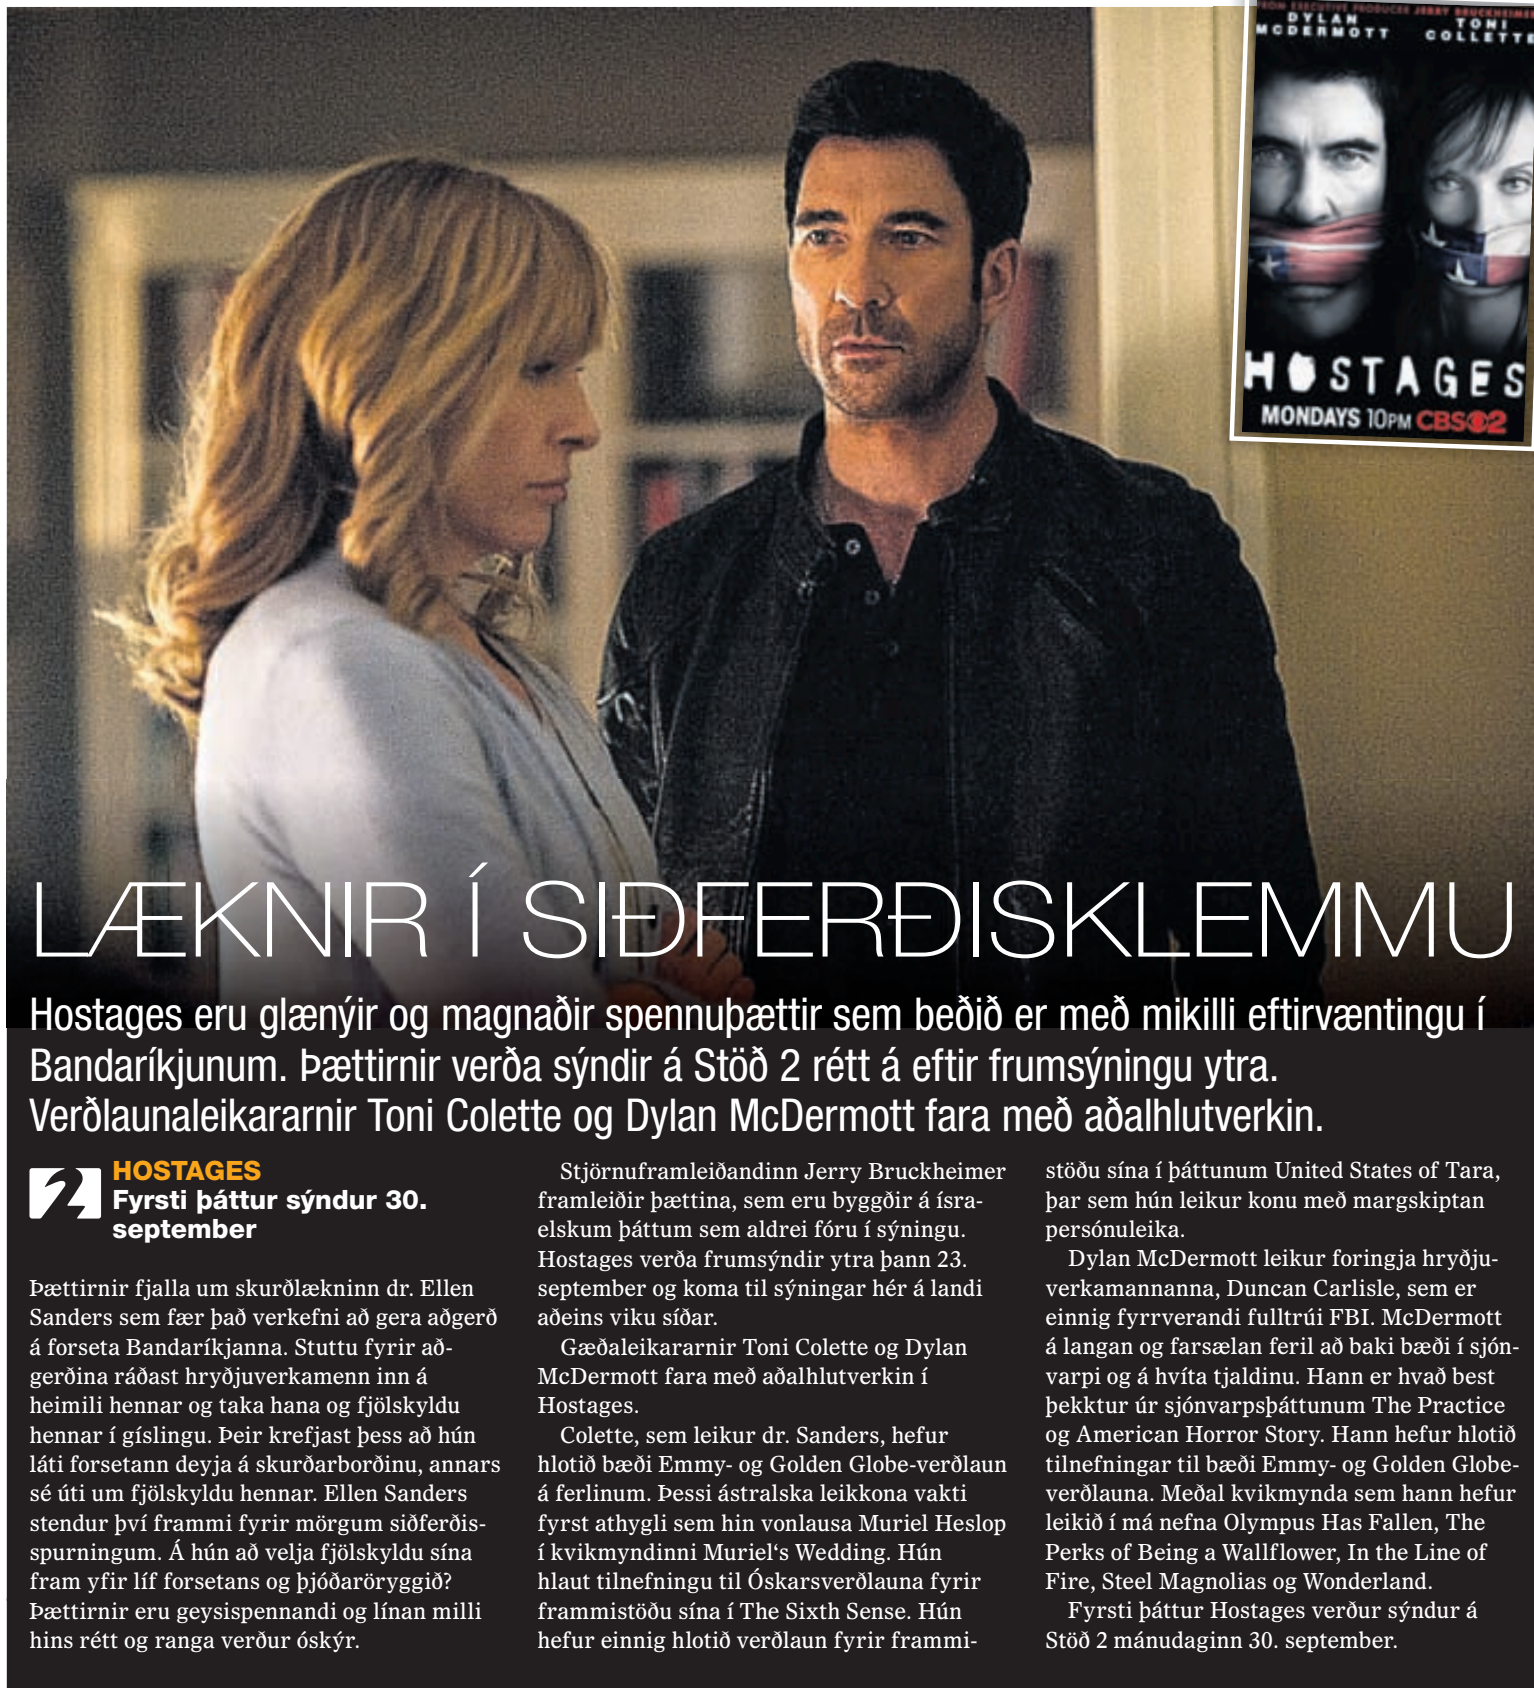 FROM EXECUTIVE PRODUCER JERRY BRUCKHEIMER
DYLAN MCDERMOTT
TONI COLLETTE
HOSTAGES
MONDAYS 10PM CBS 2
LÆKNIR Í SIÐFERÐISKLEMMU
Hostages eru glænýir og magnaðir spennuþættir sem beðið er með mikilli eftirvæntingu í
Bandaríkjunum. Þættirnir verða sýndir á Stöð 2 rétt á eftir frumsýningu ytra.
Verðlaunaleikararnir Toni Colette og Dylan McDermott fara með aðalhlutverkin.
2
HOSTAGES
Fyrsti þáttur sýndur 30.
september
Þættirnir fjalla um skurðlækninn dr. Ellen
Sanders sem fær það verkefni að gera aðgerð
á forseta Bandaríkjanna. Stuttu fyrir að-
gerðina ráðast hryðjuverkamenn inn á
heimili hennar og taka hana og fjölskyldu
hennar í gíslingu. Þeir krefjast þess að hún
láti forsetann deyja á skurðarborðinu, annars
sé úti um fjölskyldu hennar. Ellen Sanders
stendur því frammi fyrir mörgum siðferðis-
spurningum. Á hún að velja fjölskyldu sína
fram yfir líf forsetans og þjóðaröryggið?
Þættirnir eru geysispennandi og línan milli
hins rétt og ranga verður óskýr.
Stjörnuframleiðandinn Jerry Bruckheimer
framleiðir þættina, sem eru byggðir á ísra-
elskum þáttum sem aldrei fóru í sýningu.
Hostages verða frumsýndir ytra þann 23.
september og koma til sýningar hér á landi
aðeins viku síðar.
Gæðaleikararnir Toni Colette og Dylan
McDermott fara með aðalhlutverkin í
Hostages.
Colette, sem leikur dr. Sanders, hefur
hlotið bæði Emmy- og Golden Globe-verðlaun
á ferlinum. Þessi ástralska leikkona vakti
fyrst athygli sem hin vonlausa Muriel Heslop
í kvikmyndinni Muriel‘s Wedding. Hún
hlaut tilnefningu til Óskarsverðlauna fyrir
frammistöðu sína í The Sixth Sense. Hún
hefur einnig hlotið verðlaun fyrir frammi-
stöðu sína í þáttunum United States of Tara,
þar sem hún leikur konu með margskiptan
persónuleika.
Dylan McDermott leikur foringja hryðju-
verkamannanna, Duncan Carlisle, sem er
einnig fyrrverandi fulltrúi FBI. McDermott
á langan og farsælan feril að baki bæði í sjón-
varpi og á hvíta tjaldinu. Hann er hvað best
þekktur úr sjónvarpsþáttunum The Practice
og American Horror Story. Hann hefur hlotið
tilnefningar til bæði Emmy- og Golden Globe-
verðlauna. Meðal kvikmynda sem hann hefur
leikið í má nefna Olympus Has Fallen, The
Perks of Being a Wallflower, In the Line of
Fire, Steel Magnolias og Wonderland.
Fyrsti þáttur Hostages verður sýndur á
Stöð 2 mánudaginn 30. september.